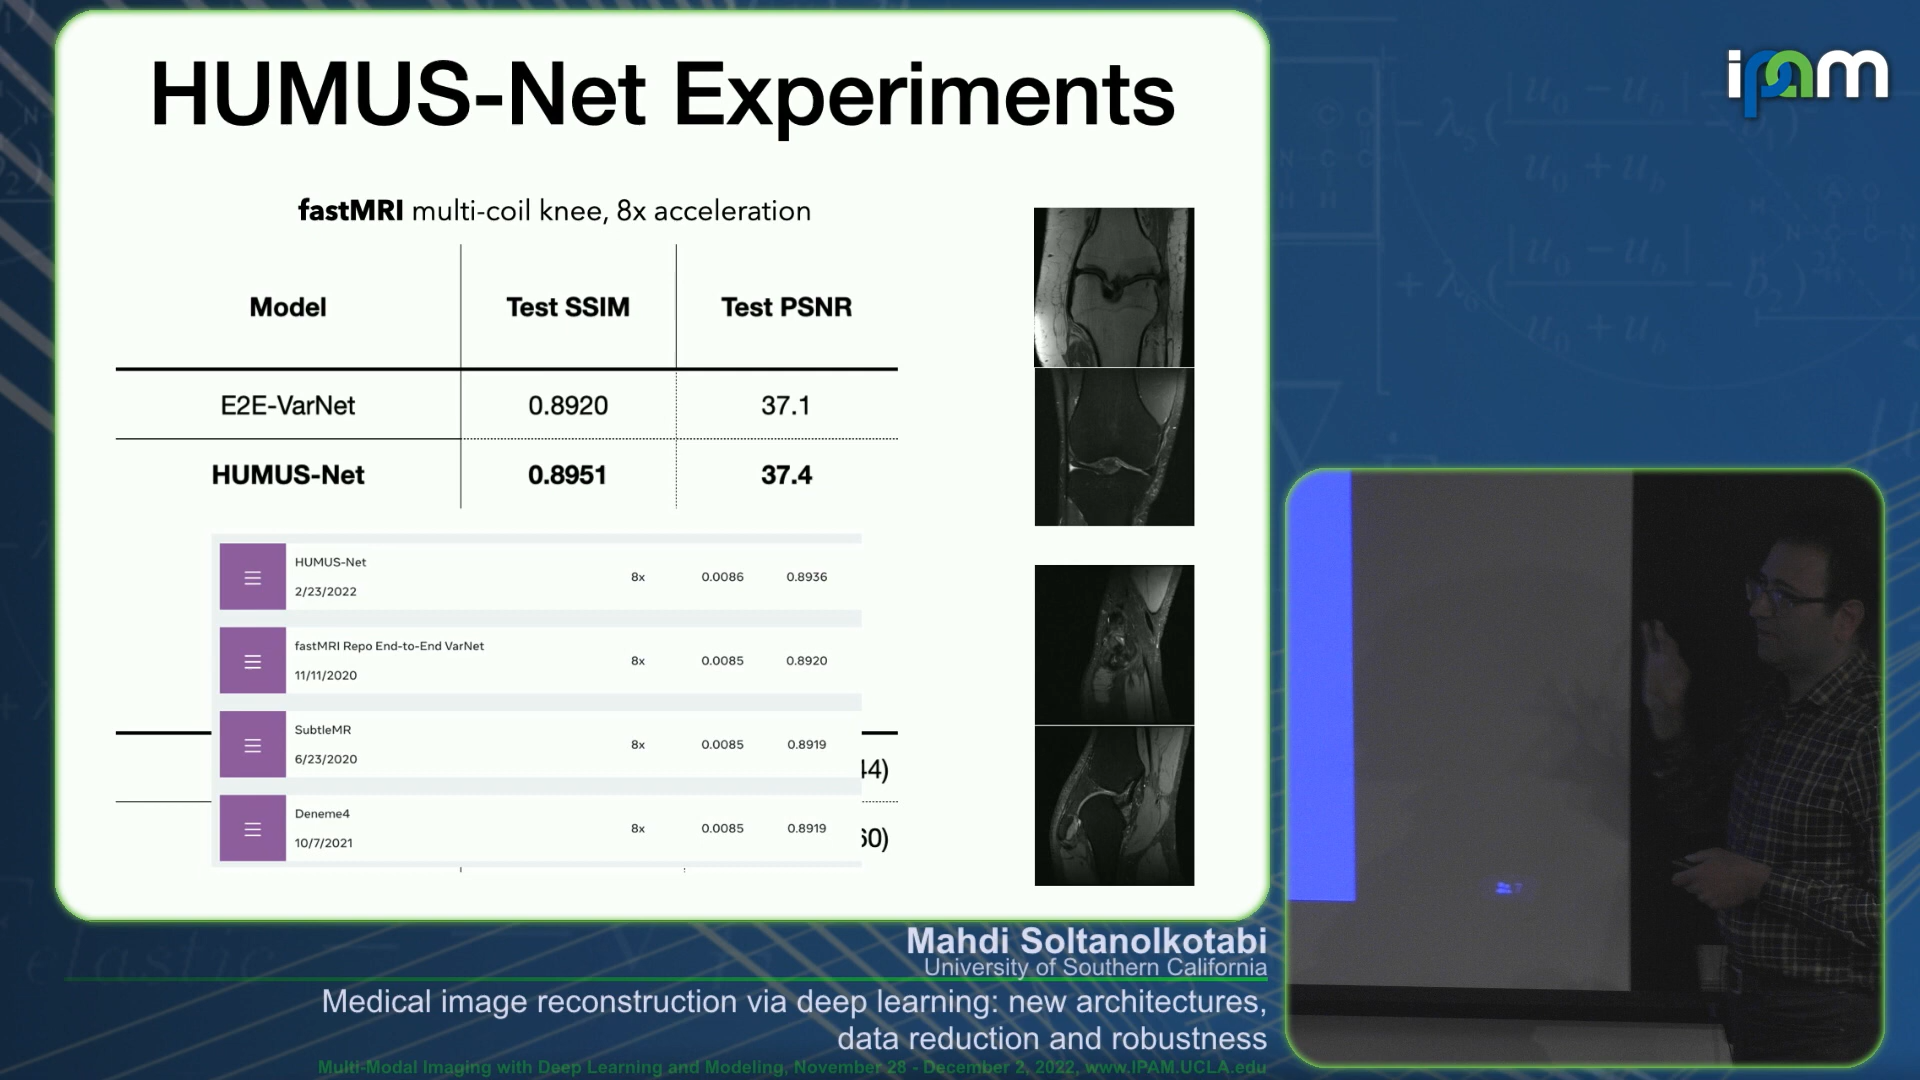 HUMUS-Net Experiments
fastMRI multi-coil knee, 8x acceleration
Model Test SSIM Test PSNR
E2E-VarNet 0.8920 37.1
HUMUS-Net 0.8951 37.4
HUMUS-Net
2/23/2022
8x 0.0086 0.8936
fastMRI Repo End-to-End VarNet
11/11/2020
8x 0.0085 0.8920
SubtleMR
6/23/2020
8x 0.0085 0.8919
44)
Deneme4
10/7/2021
8x 0.0085 0.8919
60)
ipam
Mahdi Soltanolkotabi
University of Southern California
Medical image reconstruction via deep learning: new architectures,
data reduction and robustness
Multi-Modal Imaging with Deep Learning and Modeling, November 28 - December 2, 2022, www.IPAM.UCLA.edu